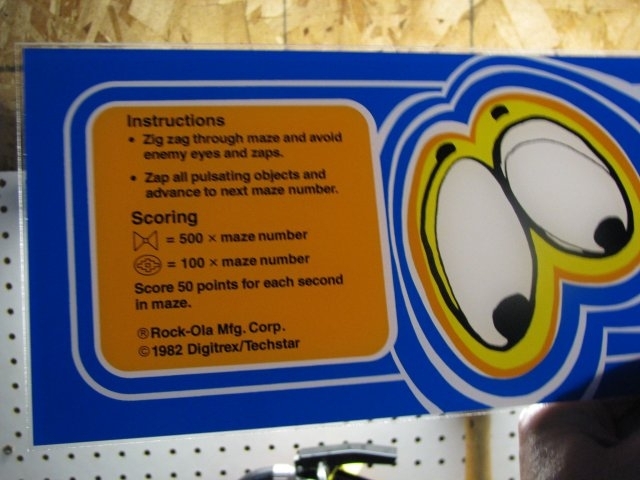 Instructions
• Zig zag through maze and avoid
enemy eyes and zaps.
• Zap all pulsating objects and
advance to next maze number.
Scoring
= 500 × maze number
= 100 × maze number
Score 50 points for each second
in maze.
®Rock-Ola Mfg. Corp.
©1982 Digitrex/Techstar